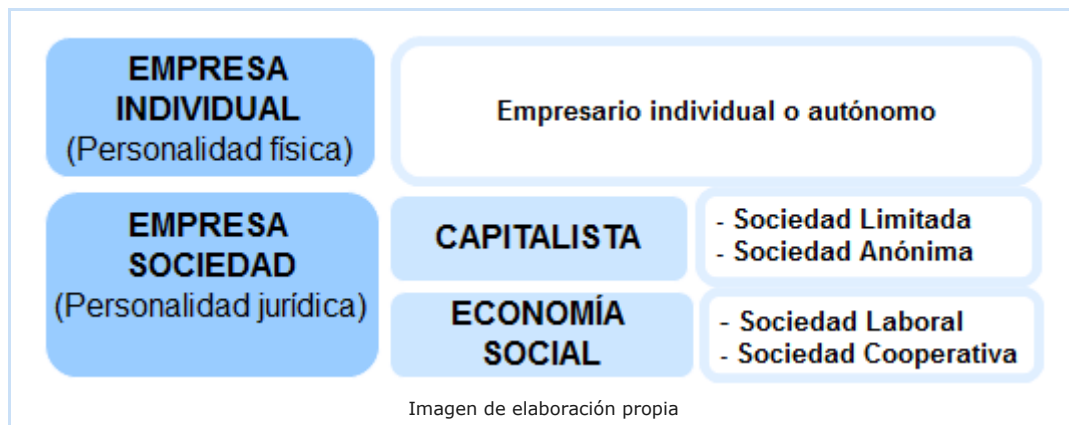 EMPRESA
INDIVIDUAL
(Personalidad física)
Empresario individual o autónomo
EMPRESA
SOCIEDAD
(Personalidad jurídica)
CAPITALISTA
- Sociedad Limitada
- Sociedad Anónima
ECONOMÍA
SOCIAL
- Sociedad Laboral
- Sociedad Cooperativa
Imagen de elaboración propia